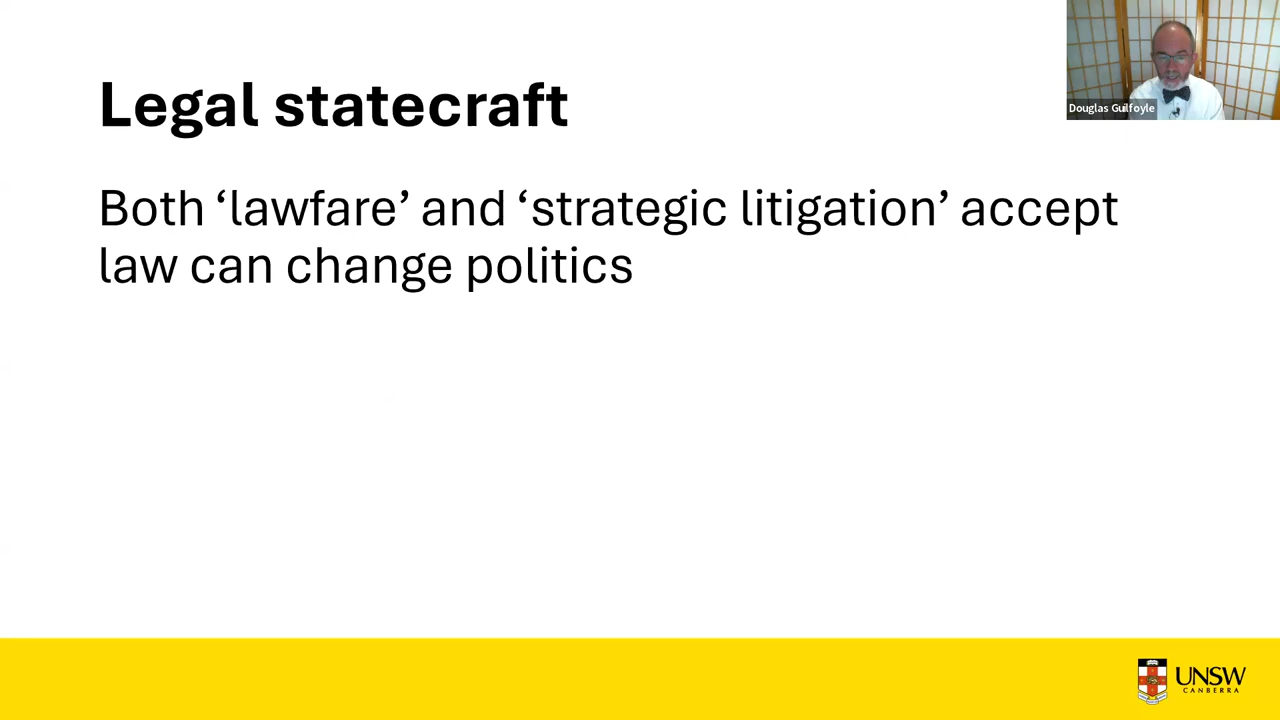 Legal statecraft
Douglas Guilfoyle
Both ‘lawfare’ and ‘strategic litigation’ accept
law can change politics
UNSW
CANBERRA